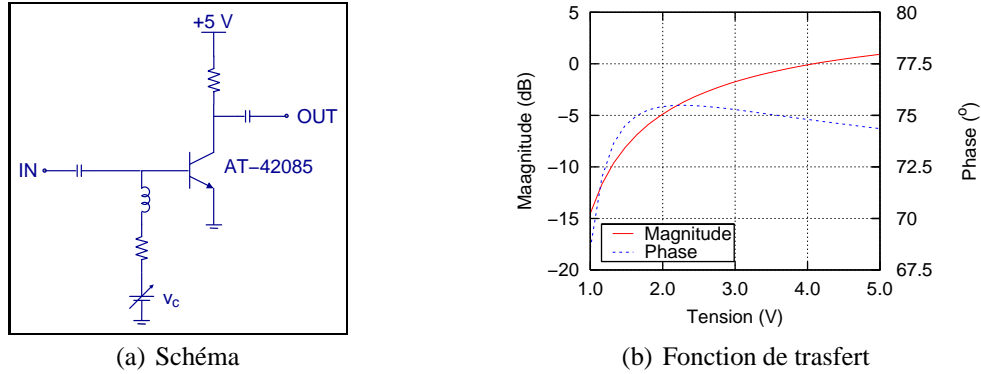 +5 V
OUT
IN
AT−42085
vc
(a) Schéma
5
0
−5
−10
−15
−20
Maagnitude (dB)
80
77.5
75
72.5
70
67.5
Phase (o)
Magnitude
Phase
1.0 2.0 3.0 4.0 5.0
Tension (V)
(b) Fonction de trasfert